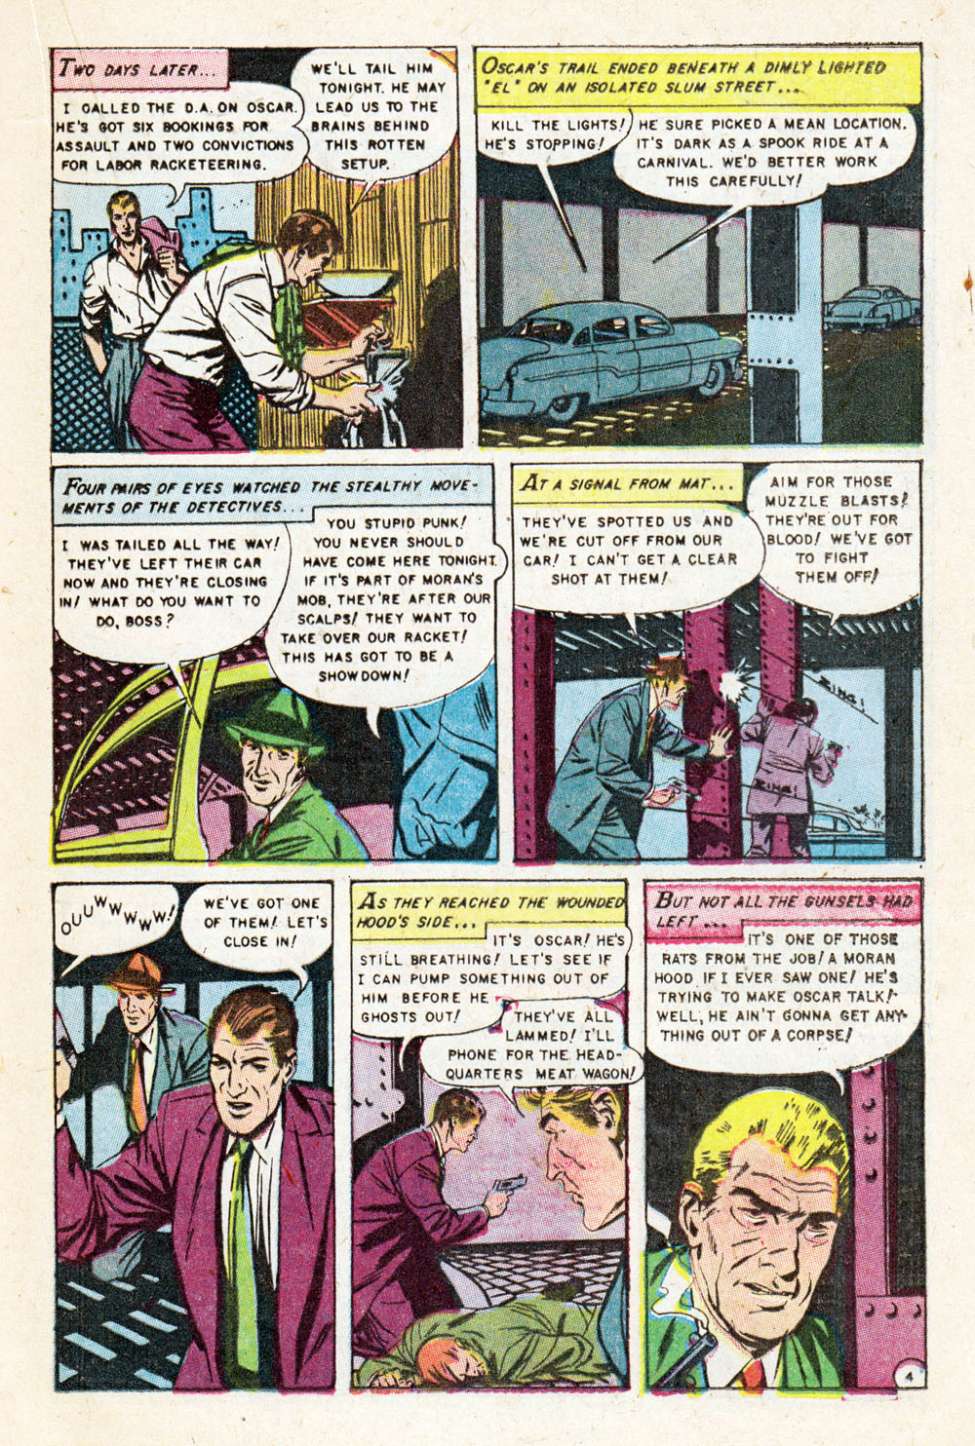 TWO DAYS LATER...
I CALLED THE D.A. ON OSCAR.
HE'S GOT SIX BOOKINGS FOR
ASSAULT AND TWO CONVICTIONS
FOR LABOR RACKETEERING.
WE'LL TAIL HIM
TONIGHT. HE MAY
LEAD US TO THE
BRAINS BEHIND
THIS ROTTEN
SETUP.
OSCAR'S TRAIL ENDED BENEATH A DIMLY LIGHTED
"EL" ON AN ISOLATED SLUM STREET...
KILL THE LIGHTS!
HE'S STOPPING!
HE SURE PICKED A MEAN LOCATION.
IT'S DARK AS A SPOOK RIDE AT A
CARNIVAL. WE'D BETTER WORK
THIS CAREFULLY!
FOUR PAIRS OF EYES WATCHED THE STEALTHY MOVE-
MENTS OF THE DETECTIVES...
I WAS TAILED ALL THE WAY!
THEY'VE LEFT THEIR CAR
NOW AND THEY'RE CLOSING
IN! WHAT DO YOU WANT TO
DO, BOSS?
YOU STUPID PUNK!
YOU NEVER SHOULD
HAVE COME HERE TONIGHT.
IF IT'S PART OF MORAN'S
MOB, THEY'RE AFTER OUR
SCALPS! THEY WANT TO
TAKE OVER OUR RACKET!
THIS HAS GOT TO BE A
SHOWDOWN!
AT A SIGNAL FROM MAT...
THEY'VE SPOTTED US AND
WE'RE CUT OFF FROM OUR
CAR! I CAN'T GET A CLEAR
SHOT AT THEM!
AIM FOR THOSE
MUZZLE BLASTS!
THEY'RE OUT FOR
BLOOD! WE'VE GOT
TO FIGHT
THEM OFF!
ZING!
ZING!
OUUWWWWW!
WE'VE GOT ONE
OF THEM! LET'S
CLOSE IN!
AS THEY REACHED THE WOUNDED
HOOD'S SIDE...
IT'S OSCAR! HE'S
STILL BREATHING! LET'S SEE IF
I CAN PUMP SOMETHING OUT OF
HIM BEFORE HE
GHOSTS OUT!
THEY'VE ALL
LAMMED! I'LL
PHONE FOR THE HEAD-
QUARTERS MEAT WAGON!
BUT NOT ALL THE GUNSELS HAD
LEFT...
IT'S ONE OF THOSE
RATS FROM THE JOB! A MORAN
HOOD IF I EVER SAW ONE! HE'S
TRYING TO MAKE OSCAR TALK!
WELL, HE AIN'T GONNA GET ANY-
THING OUT OF A CORPSE!
4